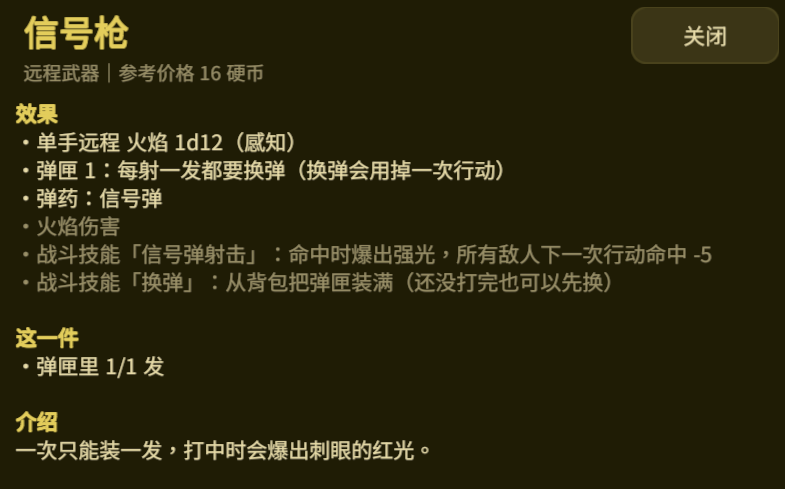 信号枪
关闭
远程武器｜参考价格 16 硬币
效果
・单手远程 火焰 1d12（感知）
・弹匣 1：每射一发都要换弹（换弹会用掉一次行动）
・弹药：信号弹
・火焰伤害
・战斗技能「信号弹射击」：命中时爆出强光，所有敌人下一次行动命中 -5
・战斗技能「换弹」：从背包把弹匣装满（还没打完也可以先换）
这一件
・弹匣里 1/1 发
介绍
一次只能装一发，打中时会爆出刺眼的红光。